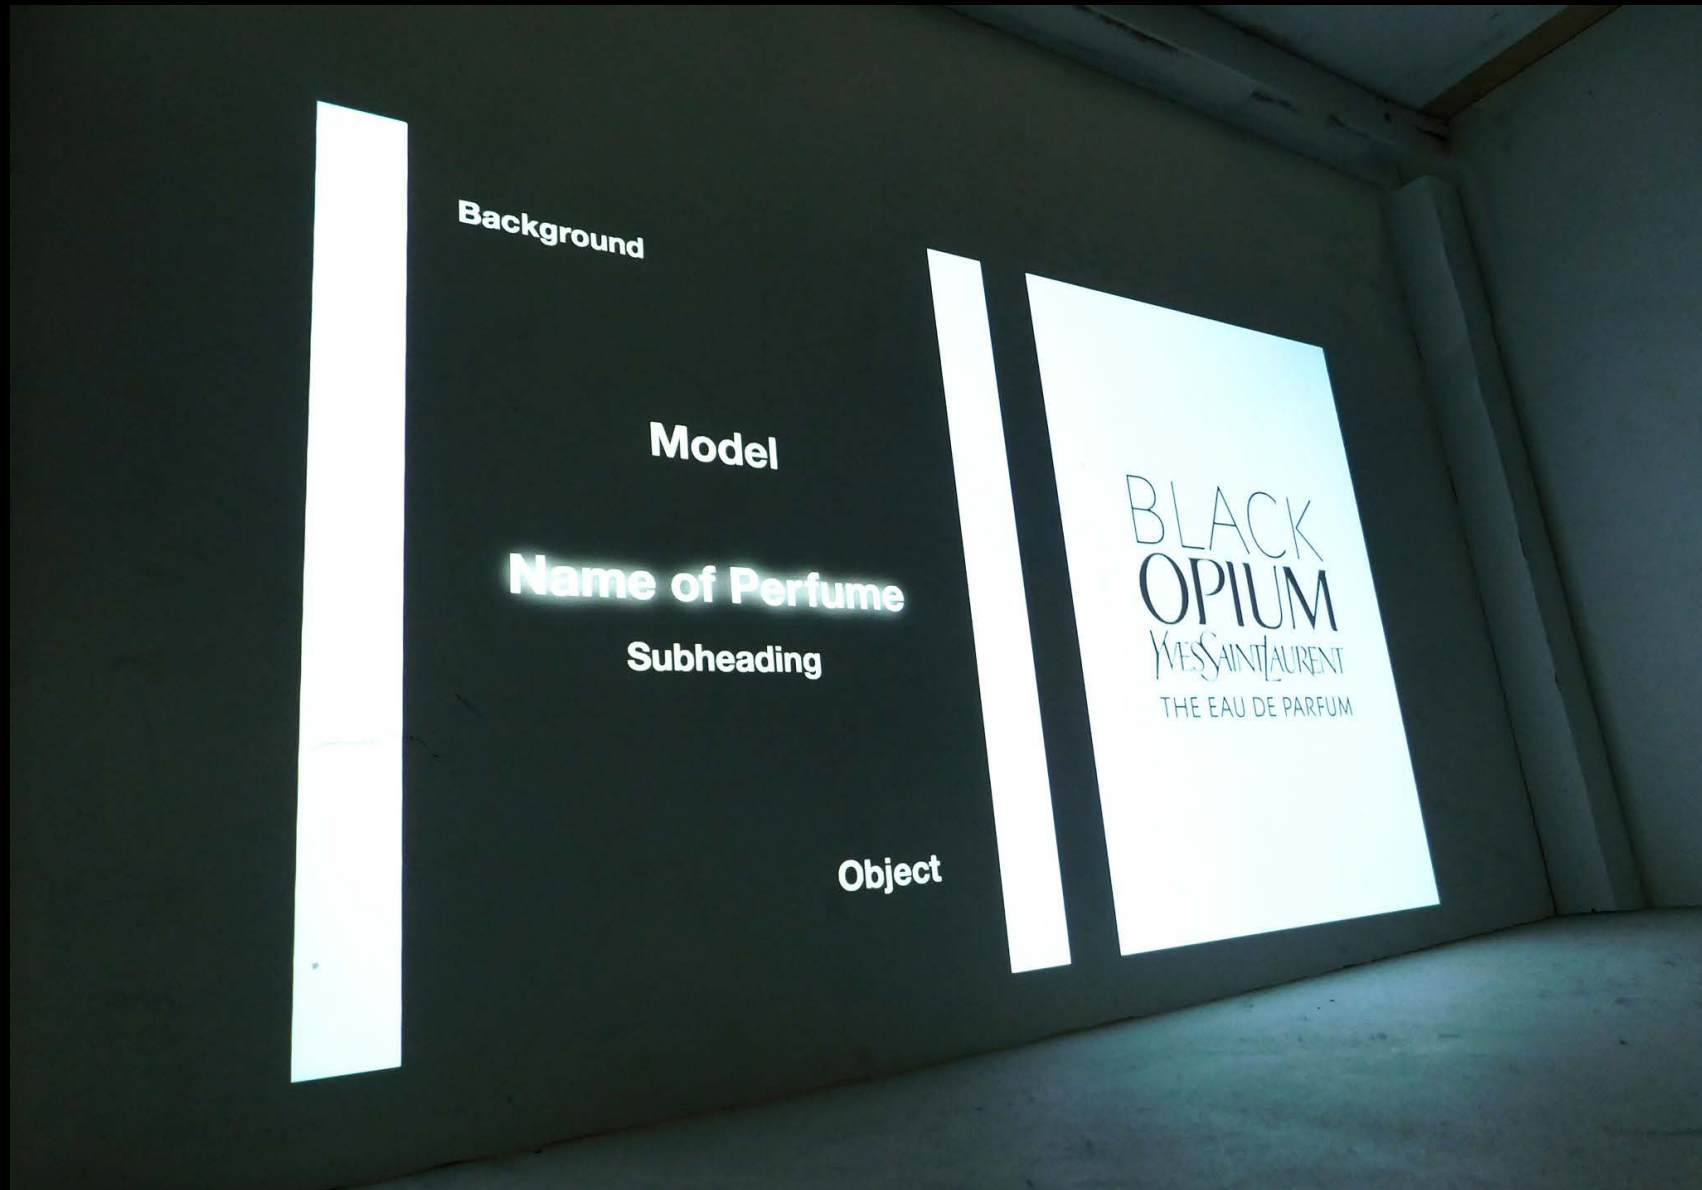 Background
Model
Name of Perfume
Subheading
Object
BLACK
OPIUM
YVESSAINTLAURENT
THE EAU DE PARFUM